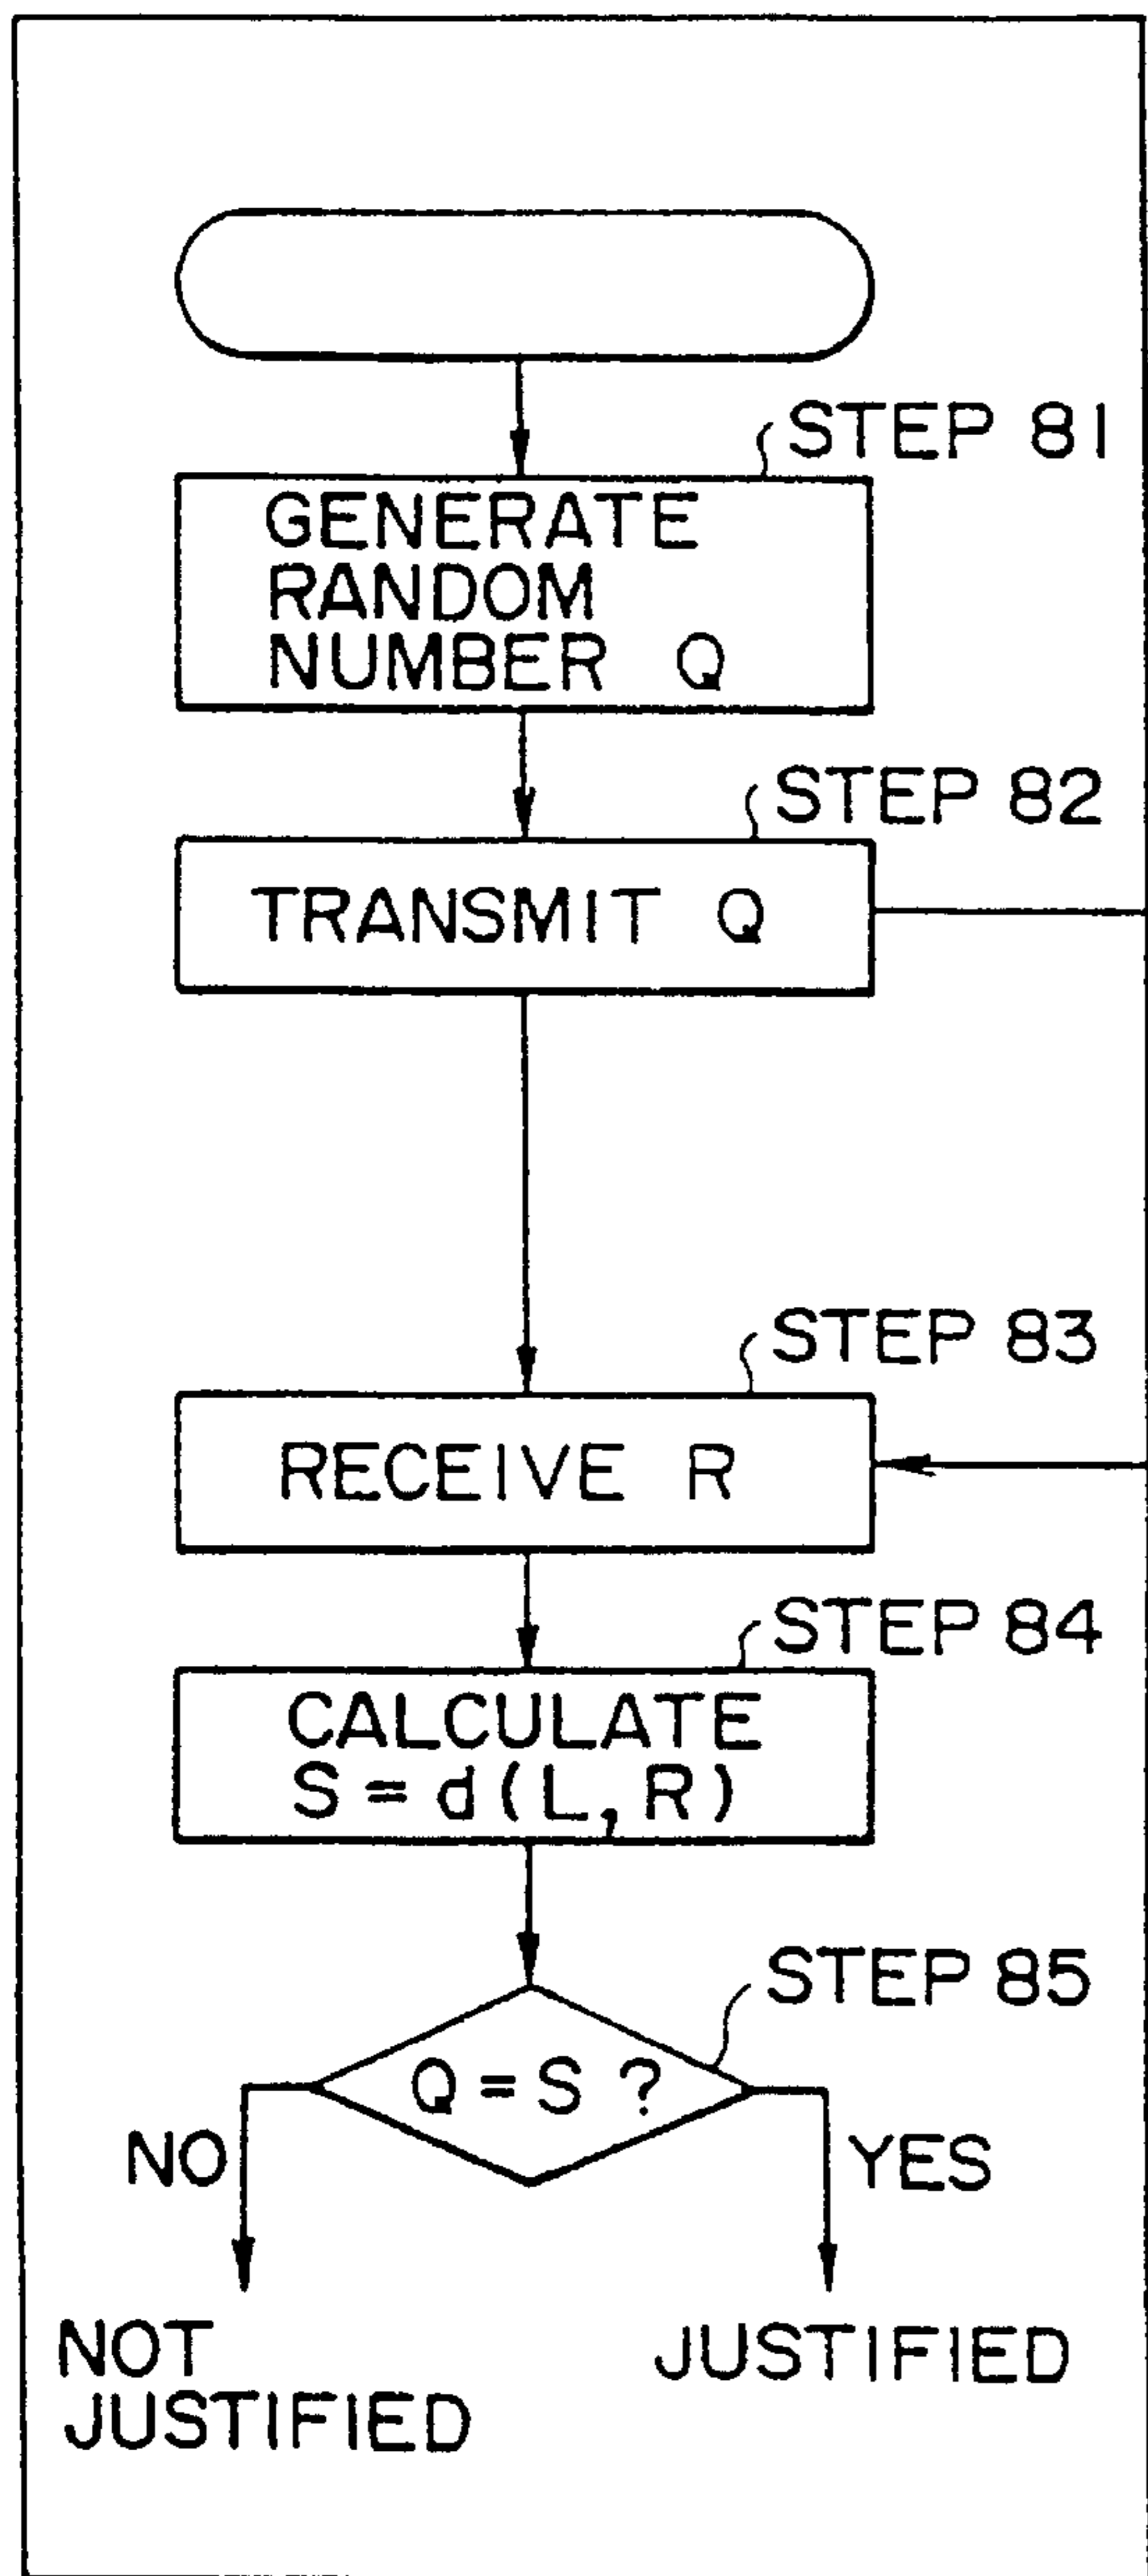 STEP 81
GENERATE
RANDOM
NUMBER Q
STEP 82
TRANSMIT Q
STEP 83
RECEIVE R
STEP 84
CALCULATE
S = d(L, R)
STEP 85
Q = S ?
NO
YES
NOT
JUSTIFIED
JUSTIFIED